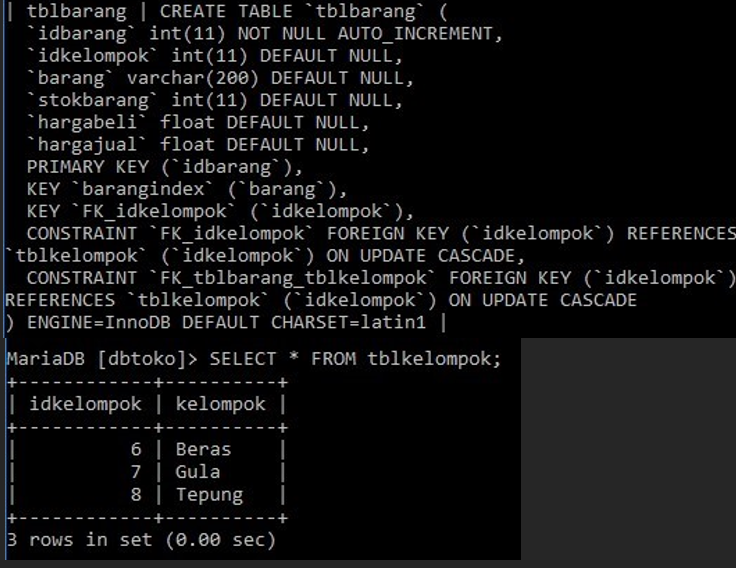 | tblbarang | CREATE TABLE `tblbarang` (
  `idbarang` int(11) NOT NULL AUTO_INCREMENT,
  `idkelompok` int(11) DEFAULT NULL,
  `barang` varchar(200) DEFAULT NULL,
  `stokbarang` int(11) DEFAULT NULL,
  `hargabeli` float DEFAULT NULL,
  `hargajual` float DEFAULT NULL,
  PRIMARY KEY (`idbarang`),
  KEY `barangindex` (`barang`),
  KEY `FK_idkelompok` (`idkelompok`),
  CONSTRAINT `FK_idkelompok` FOREIGN KEY (`idkelompok`) REFERENCES
`tblkelompok` (`idkelompok`) ON UPDATE CASCADE,
  CONSTRAINT `FK_tblbarang_tblkelompok` FOREIGN KEY (`idkelompok`)
REFERENCES `tblkelompok` (`idkelompok`) ON UPDATE CASCADE
) ENGINE=InnoDB DEFAULT CHARSET=latin1 |
MariaDB [dbtoko]> SELECT * FROM tblkelompok;
+------------+----------+
| idkelompok | kelompok |
+------------+----------+
|          6 | Beras    |
|          7 | Gula     |
|          8 | Tepung   |
+------------+----------+
3 rows in set (0.00 sec)